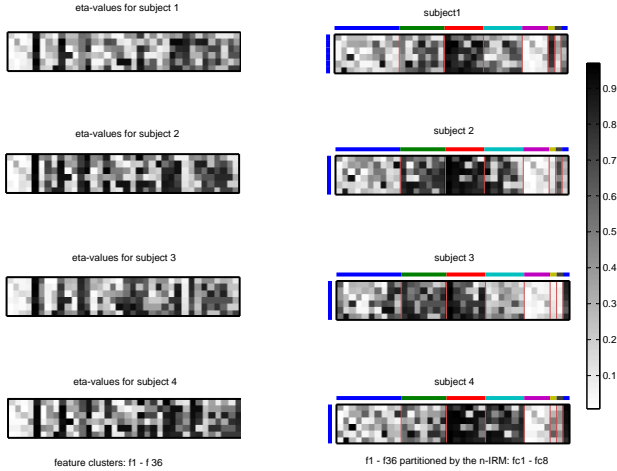 eta-values for subject 1
subject1
eta-values for subject 2
subject 2
eta-values for subject 3
subject 3
eta-values for subject 4
subject 4
0.9
0.8
0.7
0.6
0.5
0.4
0.3
0.2
0.1
feature clusters: f1 - f 36
f1 - f36 partitioned by the n-IRM: fc1 - fc8